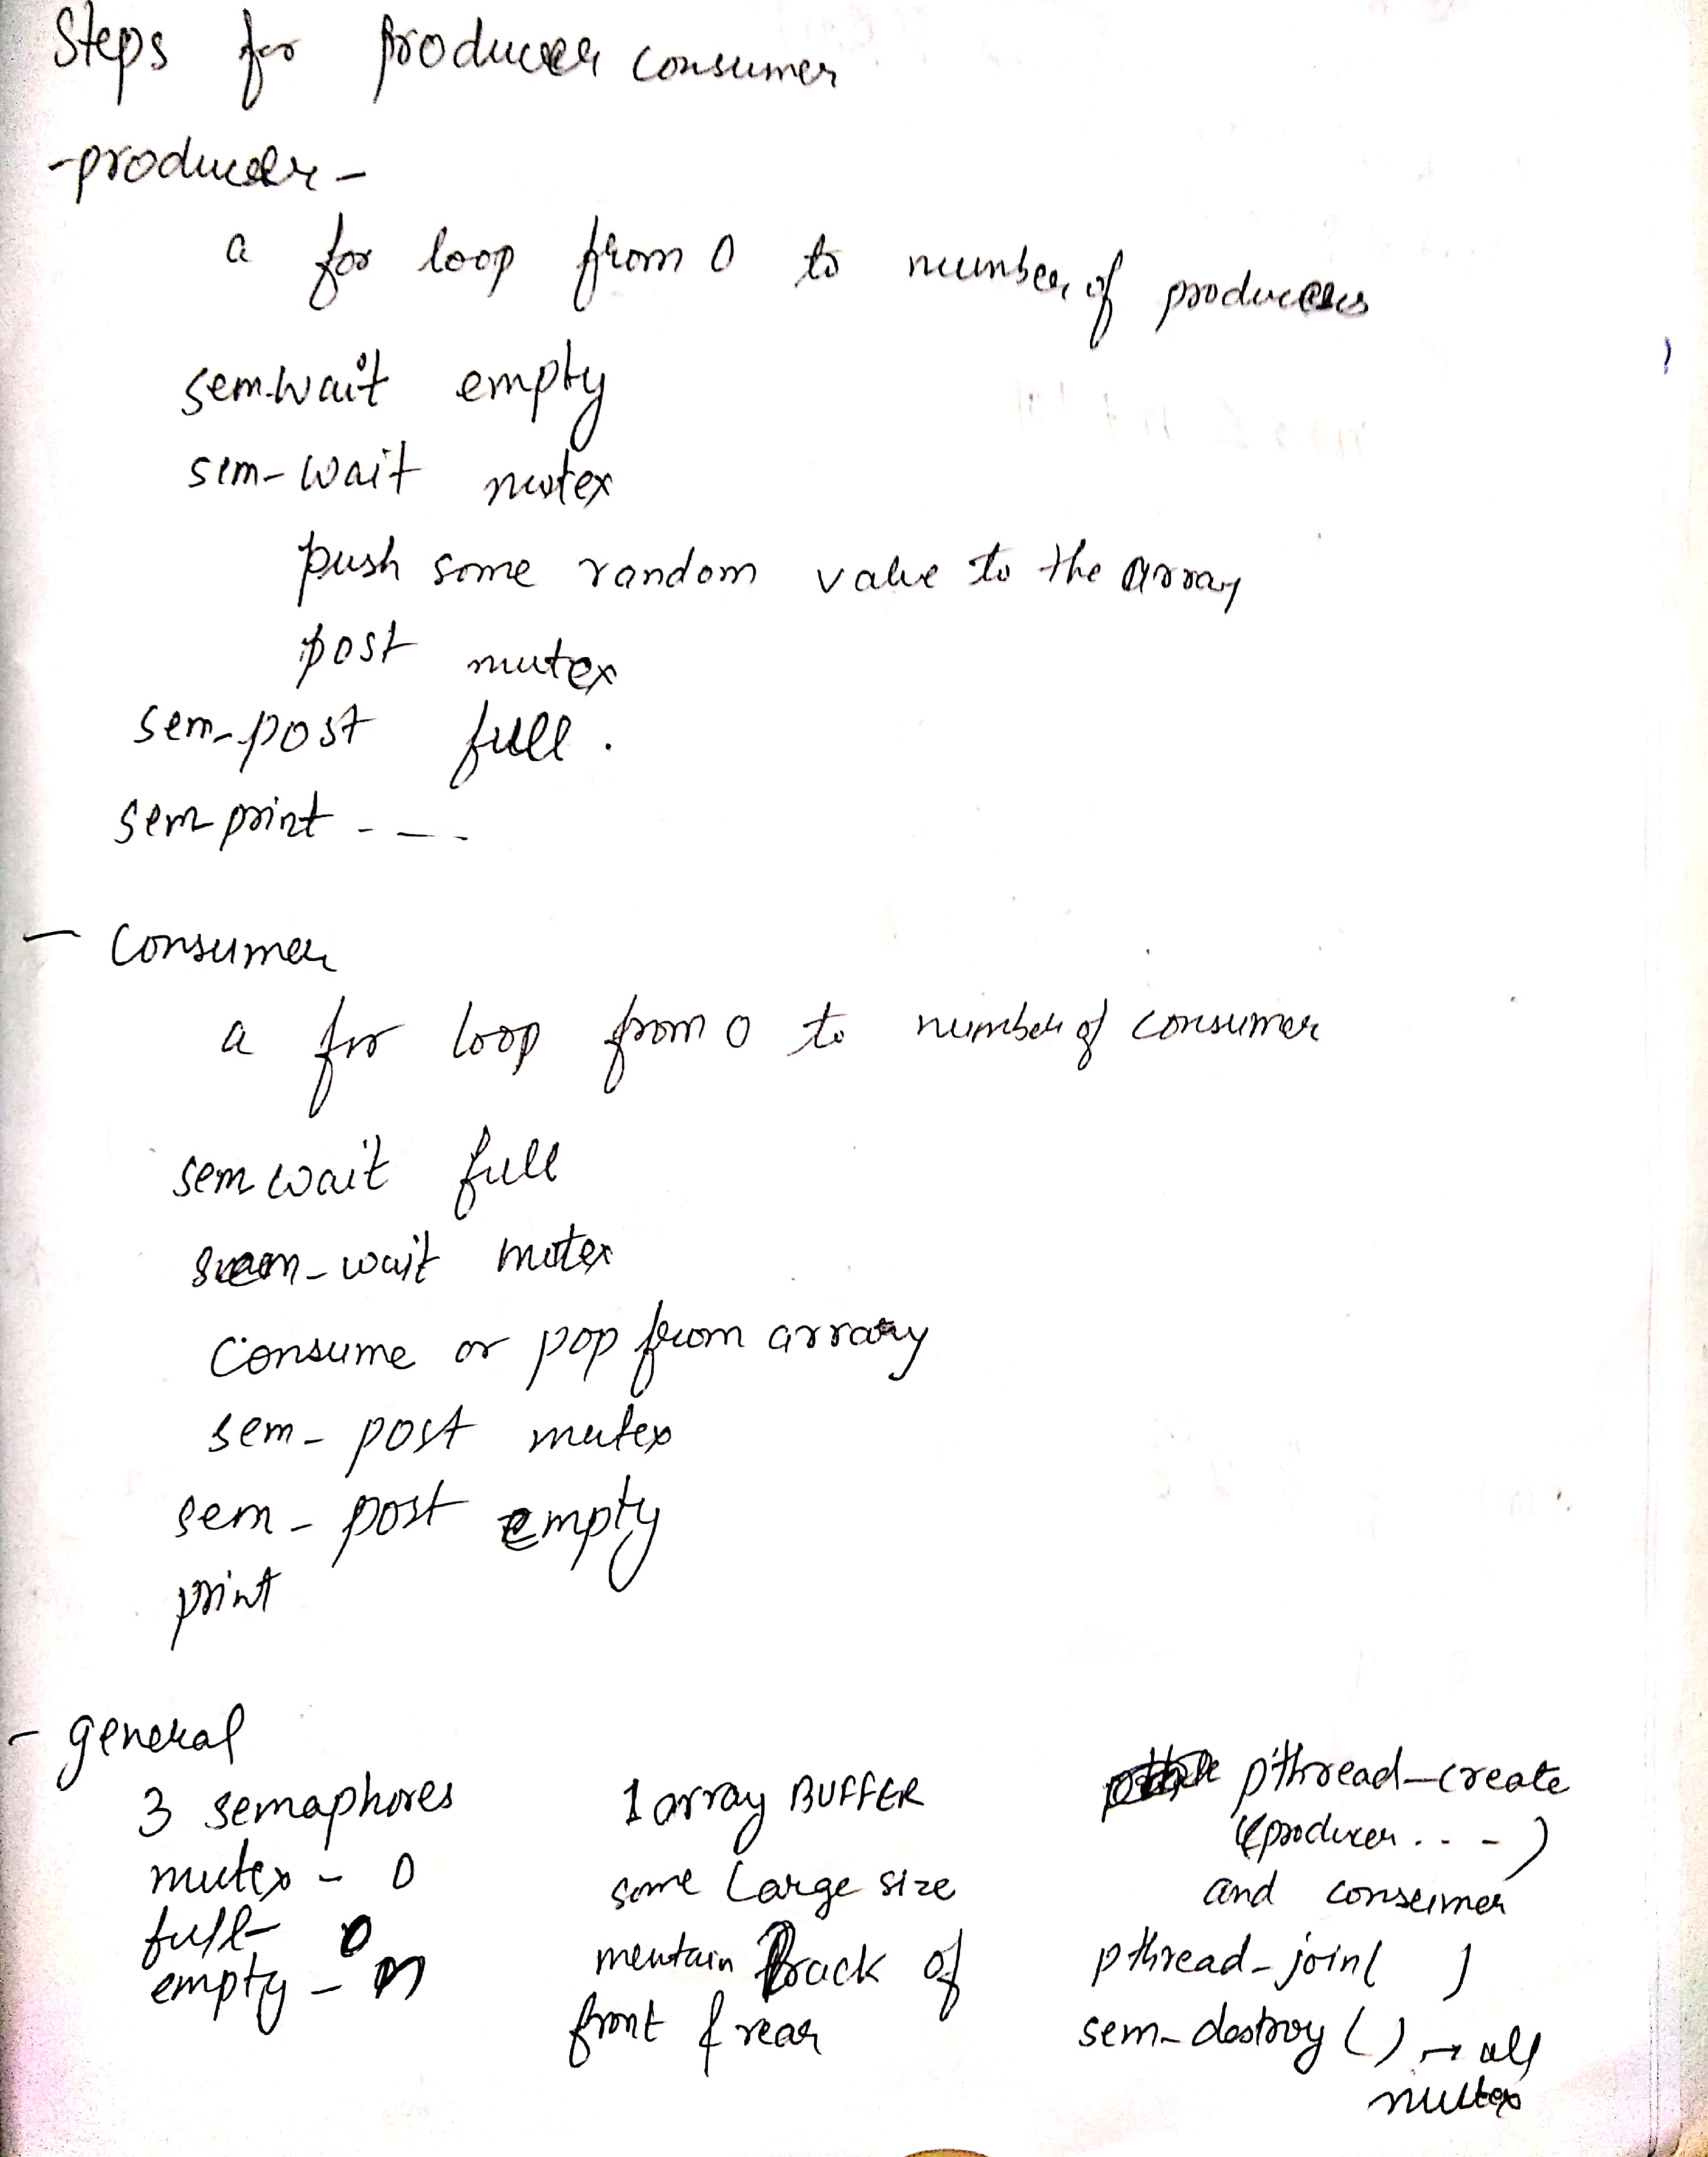 Steps for producer consumer
-producer-
a for loop from 0 to number of producers
sem-wait empty
sem-wait mutex
push some random value to the array
post mutex
sem-post full.
sem print - — -
- Consumer
a for loop from 0 to number of consumer
sem wait full
sem-wait mutex
Consume or pop from array
sem-post mutex
sem-post empty
print
- general
3 semaphores
mutex - 0
full- 0
empty - n
1 array BUFFER
some Large size
mentain track of
front & rear
pthread-create
(producer . . - )
and consumer
pthread-join( )
sem-destroy () → all
mutex